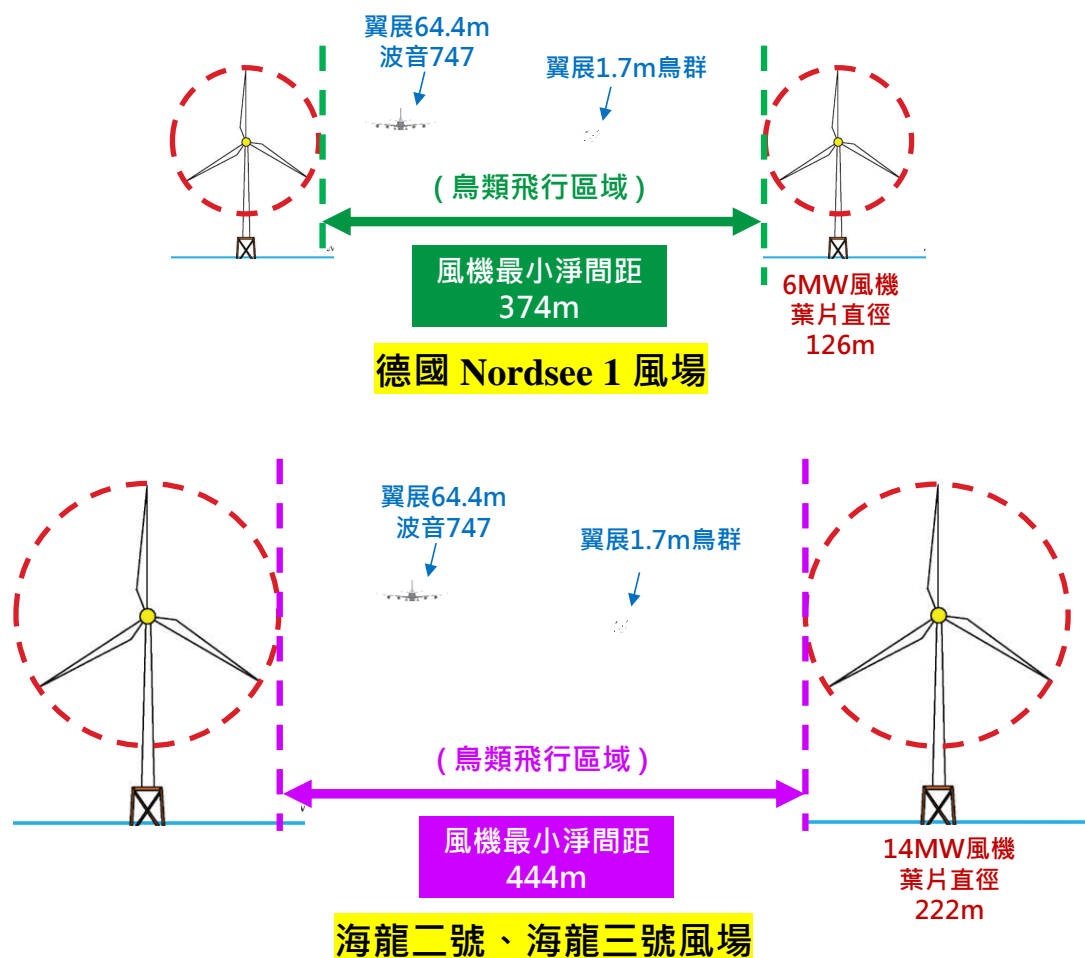 翼展64.4m
波音747
翼展1.7m鳥群
(鳥類飛行區域)
風機最小淨間距
374m
6MW風機
葉片直徑
126m
德國 Nordsee 1 風場
翼展64.4m
波音747
翼展1.7m鳥群
(鳥類飛行區域)
風機最小淨間距
444m
14MW風機
葉片直徑
222m
海龍二號、海龍三號風場